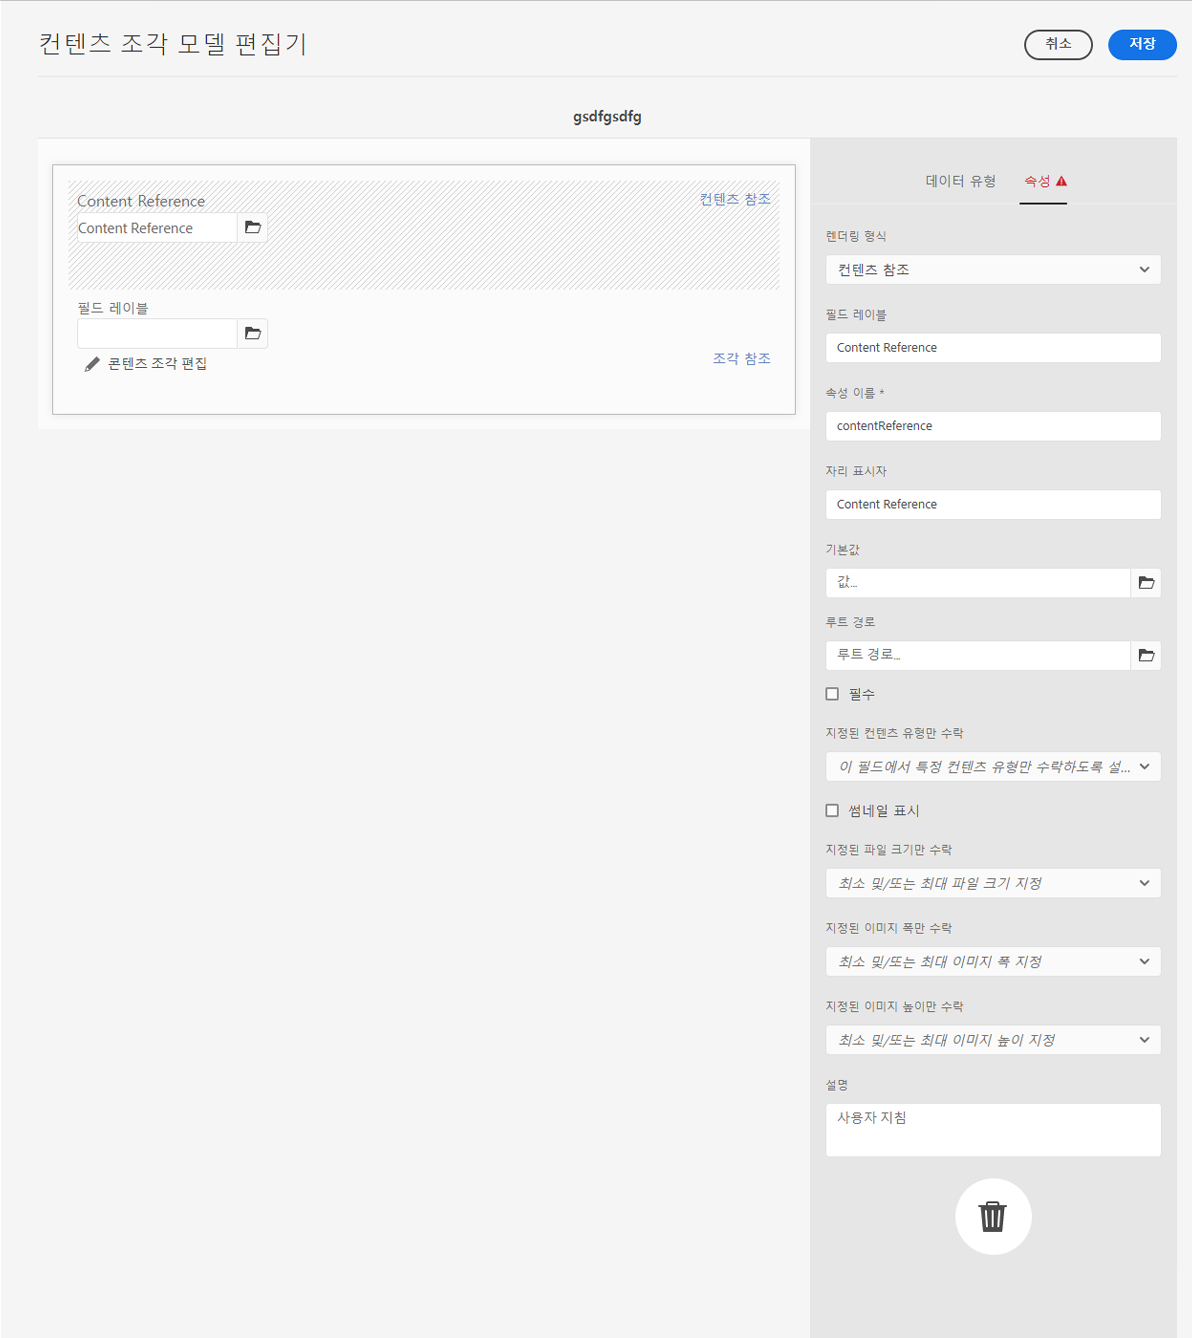 컨텐츠 조각 모델 편집기
취소
저장
gsdfgsdfg
Content Reference
컨텐츠 참조
Content Reference
필드 레이블
콘텐츠 조각 편집
조각 참조
데이터 유형
속성
렌더링 형식
컨텐츠 참조
필드 레이블
Content Reference
속성 이름 *
contentReference
자리 표시자
Content Reference
기본값
값...
루트 경로
루트 경로...
필수
지정된 컨텐츠 유형만 수락
이 필드에서 특정 컨텐츠 유형만 수락하도록 설...
썸네일 표시
지정된 파일 크기만 수락
최소 및/또는 최대 파일 크기 지정
지정된 이미지 폭만 수락
최소 및/또는 최대 이미지 폭 지정
지정된 이미지 높이만 수락
최소 및/또는 최대 이미지 높이 지정
설명
사용자 지침